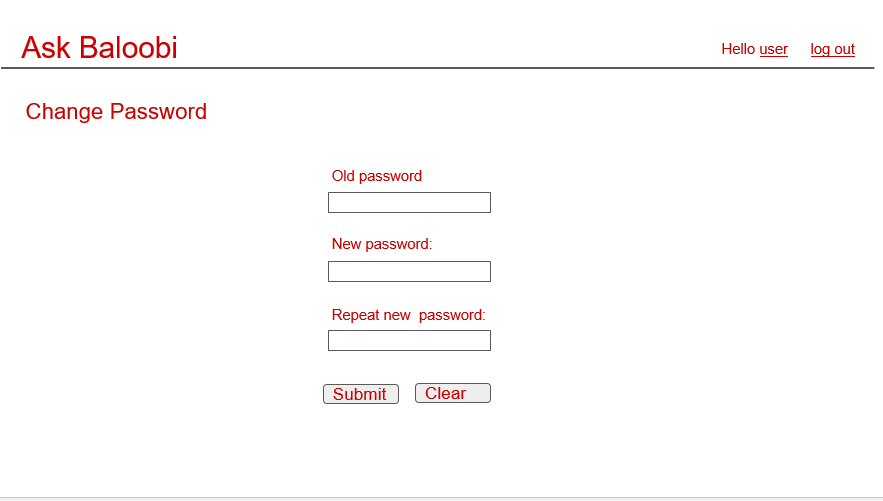 Ask Baloobi
Hello user log out
Change Password
Old password
New password:
Repeat new  password:
Submit Clear